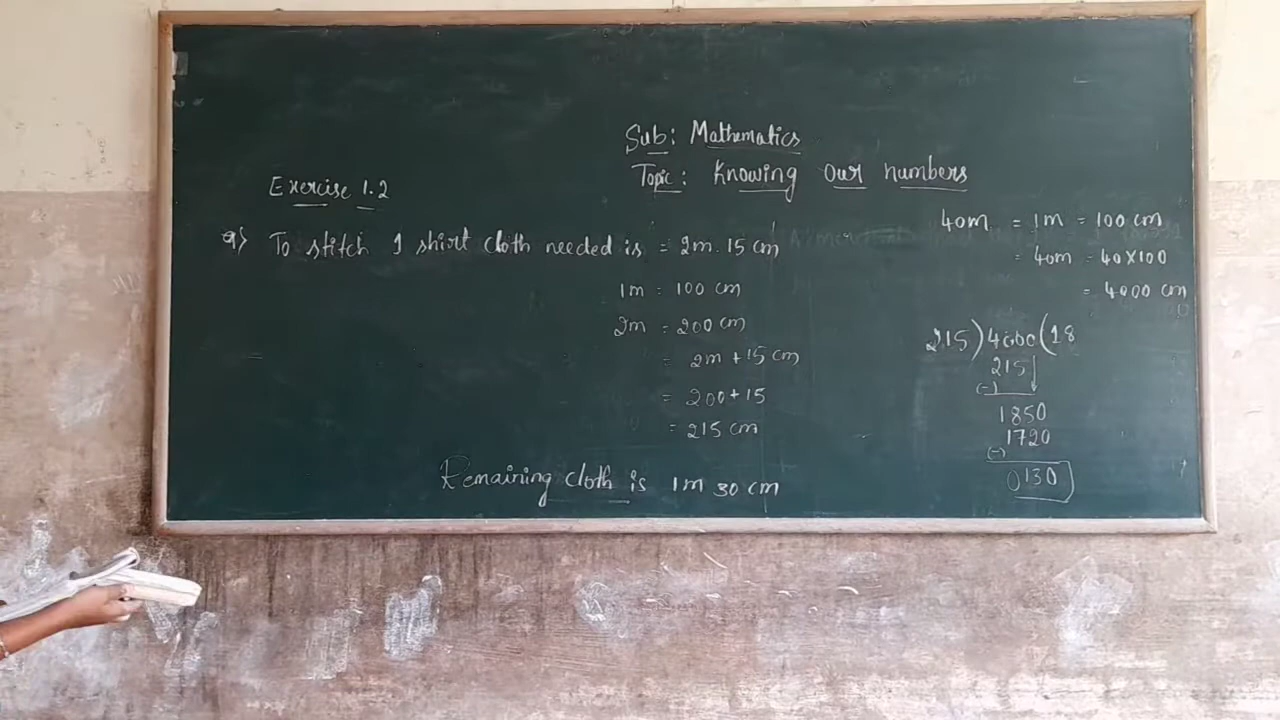 Sub: Mathematics
Topic: Knowing Our numbers
Exercise 1.2
9) To stitch 1 shirt cloth needed is = 2m. 15 cm
1m = 100 cm
2m = 200 cm
= 2m + 15 cm
= 200 + 15
= 215 cm
Remaining cloth is 1m 30 cm
40m = 1m = 100 cm
= 40m = 40 x 100
= 4000 cm
215 ) 4000 ( 18
215
(-)
1850
1720
(-)
0130